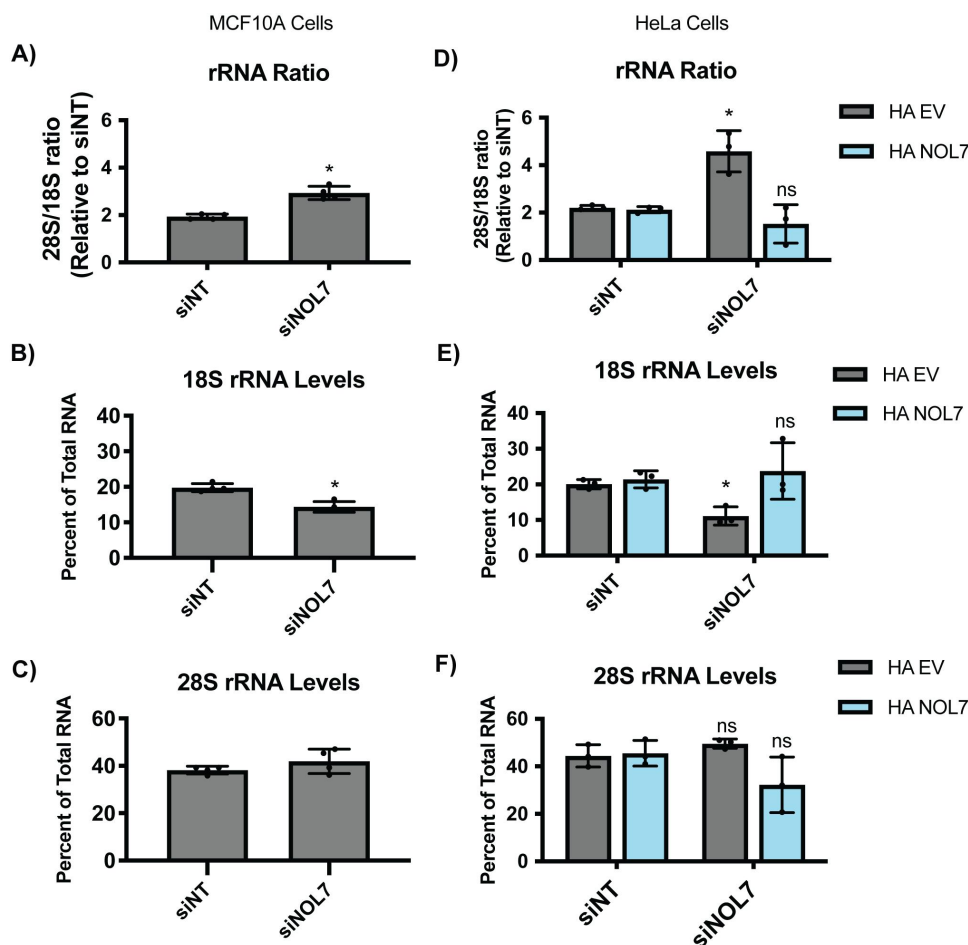 MCF10A Cells
A)
rRNA Ratio
28S/18S ratio
(Relative to siNT)
6
4
2
0
*
siNT
siNOL7
B)
18S rRNA Levels
Percent of Total RNA
40
30
20
10
0
*
siNT
siNOL7
C)
28S rRNA Levels
Percent of Total RNA
60
40
20
0
siNT
siNOL7
HeLa Cells
D)
rRNA Ratio
28S/18S ratio
(Relative to siNT)
6
4
2
0
*
ns
siNT
siNOL7
HA EV
HA NOL7
E)
18S rRNA Levels
Percent of Total RNA
40
30
20
10
0
*
ns
siNT
siNOL7
HA EV
HA NOL7
F)
28S rRNA Levels
Percent of Total RNA
60
40
20
0
ns
ns
siNT
siNOL7
HA EV
HA NOL7